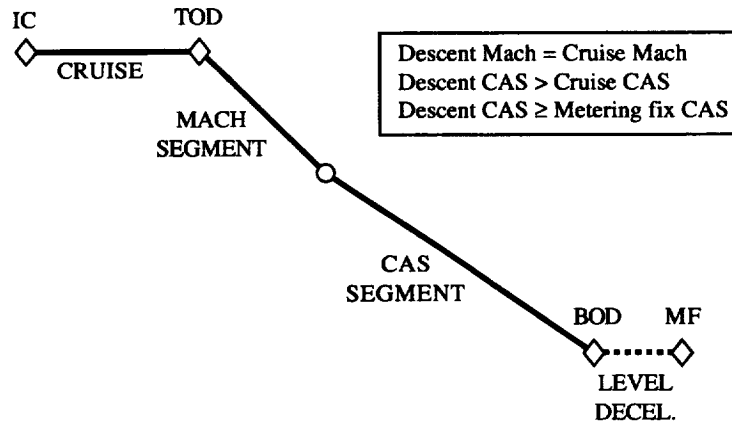 IC
TOD
CRUISE
Descent Mach = Cruise Mach
Descent CAS > Cruise CAS
Descent CAS ≥ Metering fix CAS
MACH
SEGMENT
CAS
SEGMENT
BOD
MF
LEVEL
DECEL.